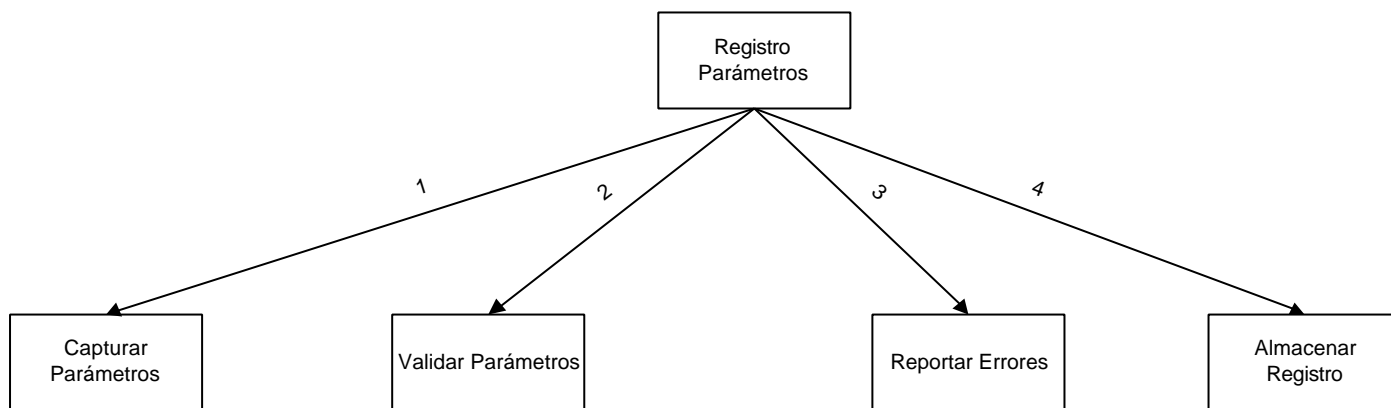 Registro
Parámetros
1
2
3
4
Capturar
Parámetros
Validar Parámetros
Reportar Errores
Almacenar
Registro